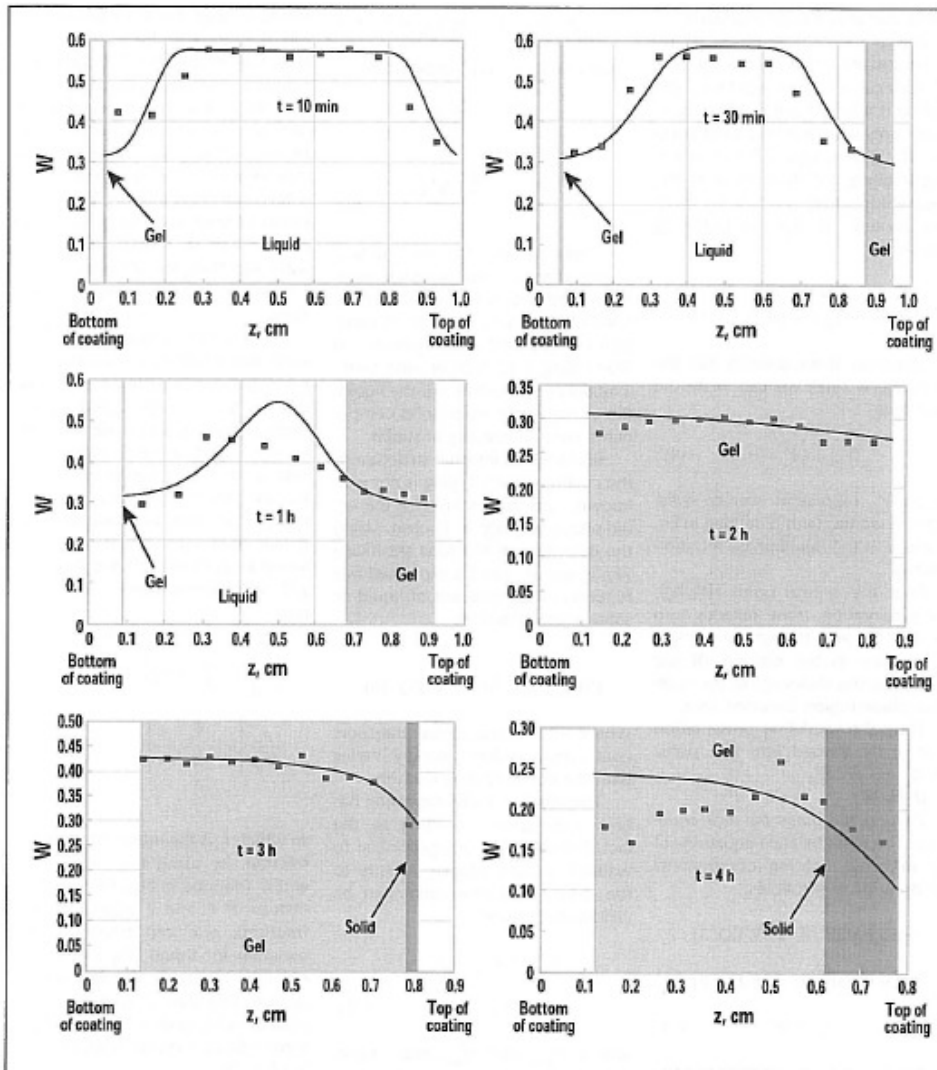 0.6
0.5
0.4
0.3
0.2
0.1
0
W
t = 10 min
Gel
Liquid
0 0.1 0.2 0.3 0.4 0.5 0.6 0.7 0.8 0.9 1.0
Bottom of coating
z, cm
Top of coating
0.6
0.5
0.4
0.3
0.2
0.1
0
W
t = 30 min
Gel
Liquid
Gel
0 0.1 0.2 0.3 0.4 0.5 0.6 0.7 0.8 0.9 1.0
Bottom of coating
z, cm
Top of coating
0.6
0.5
0.4
0.3
0.2
0.1
0
W
t = 1 h
Gel
Liquid
Gel
0 0.1 0.2 0.3 0.4 0.5 0.6 0.7 0.8 0.9 1.0
Bottom of coating
z, cm
Top of coating
0.35
0.30
0.25
0.20
0.15
0.10
0.05
0.00
W
Gel
t = 2 h
0 0.1 0.2 0.3 0.4 0.5 0.6 0.7 0.8 0.9
Bottom of coating
z, cm
Top of coating
0.50
0.45
0.40
0.35
0.30
0.30
0.20
0.15
0.10
0.05
0
W
t = 3 h
Solid
Gel
0 0.1 0.2 0.3 0.4 0.5 0.6 0.7 0.8 0.9
Bottom of coating
z, cm
Top of coating
0.30
0.25
0.20
0.15
0.10
0.05
0.00
W
Gel
t = 4 h
Solid
0 0.1 0.2 0.3 0.4 0.5 0.6 0.7 0.8
Bottom of coating
z, cm
Top of coating